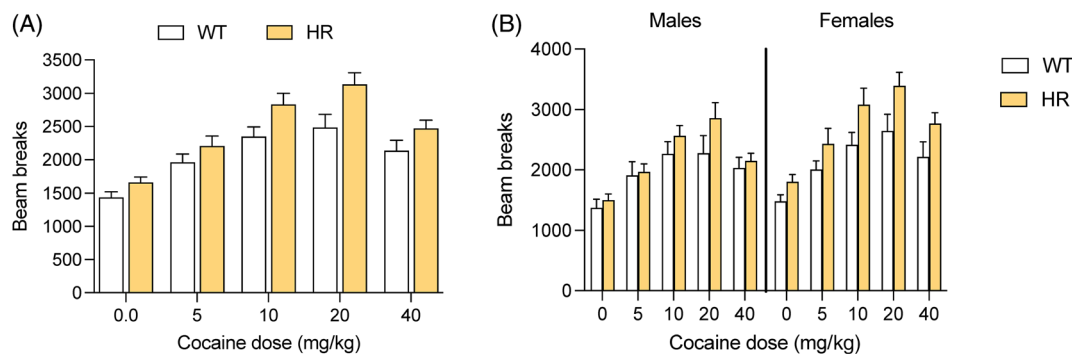 (A)
WT HR
3500
3000
2500
2000
1500
1000
500
0
Beam breaks
0.0 5 10 20 40
Cocaine dose (mg/kg)
(B)
Males Females
WT
HR
4000
3000
2000
1000
0
Beam breaks
0 5 10 20 40 0 5 10 20 40
Cocaine dose (mg/kg)